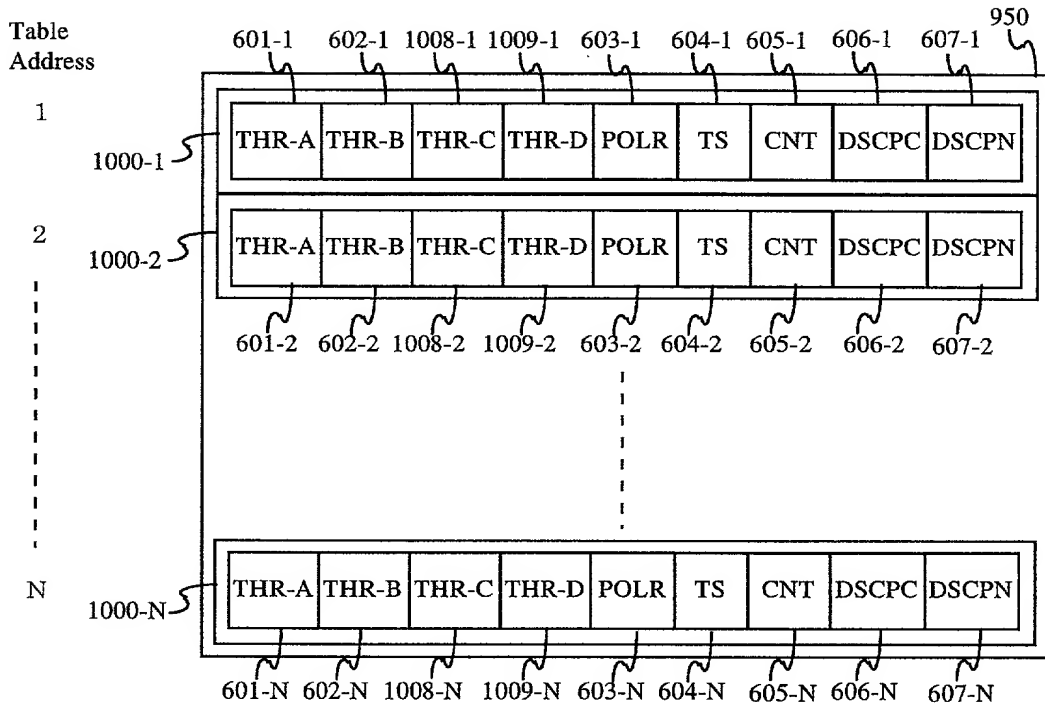 Table
Address
950
601-1 602-1 1008-1 1009-1 603-1 604-1 605-1 606-1 607-1
1
THR-A THR-B THR-C THR-D POLR TS CNT DSCPC DSCPN
1000-1
2
THR-A THR-B THR-C THR-D POLR TS CNT DSCPC DSCPN
1000-2
601-2 602-2 1008-2 1009-2 603-2 604-2 605-2 606-2 607-2
N
THR-A THR-B THR-C THR-D POLR TS CNT DSCPC DSCPN
1000-N
601-N 602-N 1008-N 1009-N 603-N 604-N 605-N 606-N 607-N